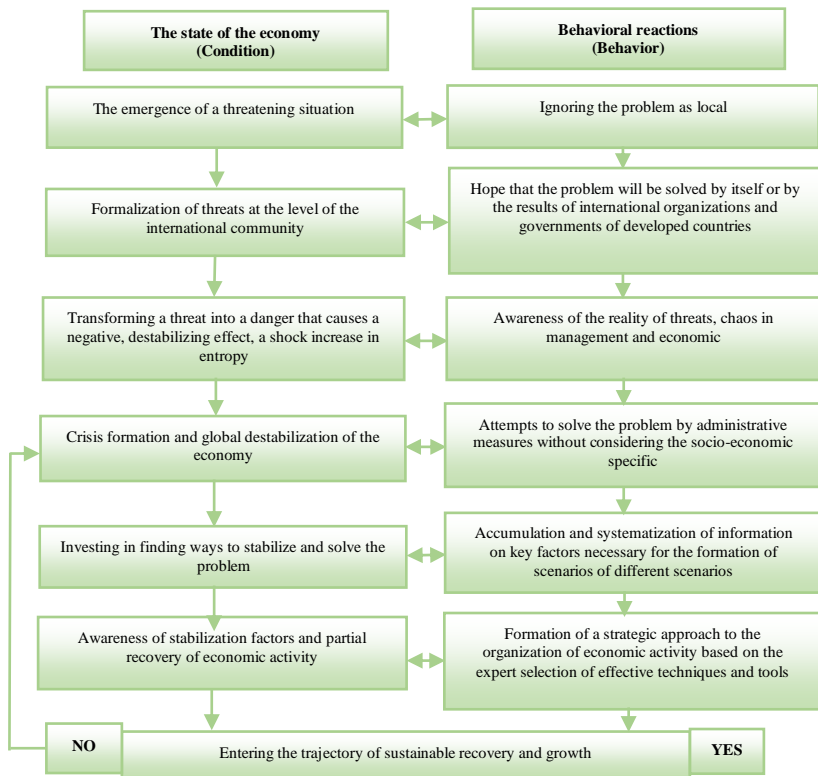 The state of the economy
(Condition)
Behavioral reactions
(Behavior)
The emergence of a threatening situation
Ignoring the problem as local
Formalization of threats at the level of the
international community
Hope that the problem will be solved by itself or by
the results of international organizations and
governments of developed countries
Transforming a threat into a danger that causes a
negative, destabilizing effect, a shock increase in
entropy
Awareness of the reality of threats, chaos in
management and economic
Crisis formation and global destabilization of the
economy
Attempts to solve the problem by administrative
measures without considering the socio-economic
specific
Investing in finding ways to stabilize and solve the
problem
Accumulation and systematization of information
on key factors necessary for the formation of
scenarios of different scenarios
Awareness of stabilization factors and partial
recovery of economic activity
Formation of a strategic approach to the
organization of economic activity based on the
expert selection of effective techniques and tools
NO
Entering the trajectory of sustainable recovery and growth
YES